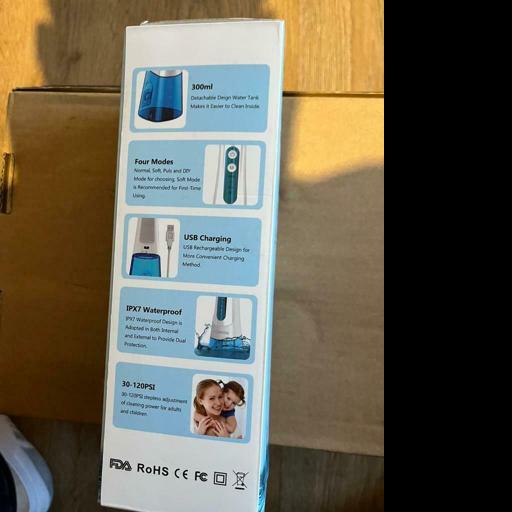 300ml
Detachable Deign Water Tank
Makes it Easier to Clean Inside.
Four Modes
Normal, Soft, Puls and DIY
Mode for choosing, Soft Mode
is Recommended for First-Time
Using.
USB Charging
USB Rechargeable Design for
More Convenient Charging
Method.
IPX7 Waterproof
IPX7 Waterproof Design is
Adopted in Both Internal
and External to Provide Dual
Protection.
30-120PSI
30-120PSI stepless adjustment
of cleaning power for adults
and children.
FDA RoHS CE FC